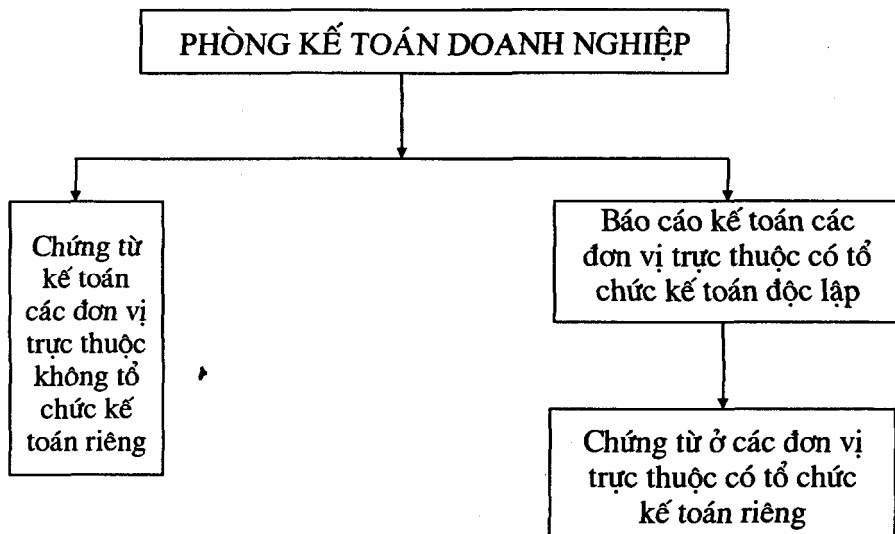 PHÒNG KẾ TOÁN DOANH NGHIỆP
Chứng từ
kế toán
các đơn vị
trực thuộc
không tổ
chức kế
toán riêng
Báo cáo kế toán các
đơn vị trực thuộc có tổ
chức kế toán độc lập
Chứng từ ở các đơn vị
trực thuộc có tổ chức
kế toán riêng